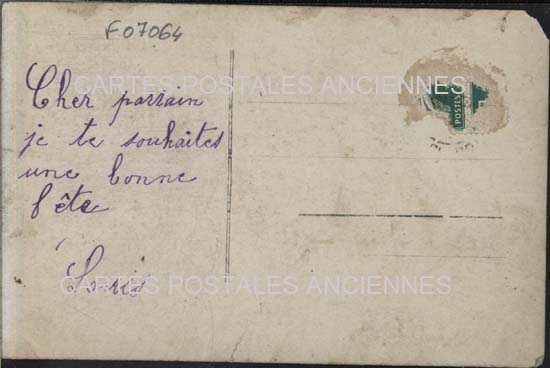 F07064
CARTES POSTALES ANCIENNES
Cher parrain
je te souhaites
une bonne
fête
POSTES
CARTES POSTALES ANCIENNES